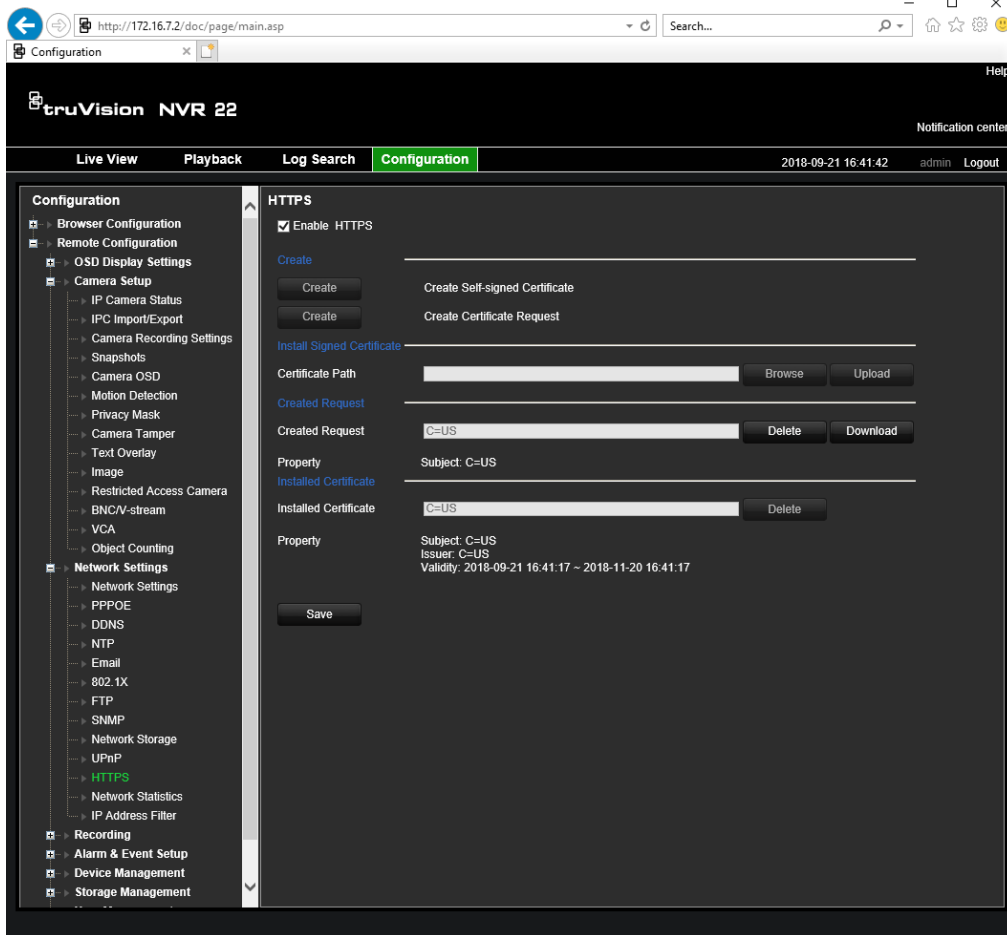 http://172.16.7.2/doc/page/main.asp
Search...
Configuration
Help
truVision NVR 22
Notification center
Live View Playback Log Search Configuration 2018-09-21 16:41:42 admin Logout
Configuration
Browser Configuration
Remote Configuration
OSD Display Settings
Camera Setup
IP Camera Status
IPC Import/Export
Camera Recording Settings
Snapshots
Camera OSD
Motion Detection
Privacy Mask
Camera Tamper
Text Overlay
Image
Restricted Access Camera
BNC/V-stream
VCA
Object Counting
Network Settings
Network Settings
PPPOE
DDNS
NTP
Email
802.1X
FTP
SNMP
Network Storage
UPnP
HTTPS
Network Statistics
IP Address Filter
Recording
Alarm & Event Setup
Device Management
Storage Management
HTTPS
Enable HTTPS
Create
Create Create Self-signed Certificate
Create Create Certificate Request
Install Signed Certificate
Certificate Path Browse Upload
Created Request
Created Request C=US Delete Download
Property Subject: C=US
Installed Certificate
Installed Certificate C=US Delete
Property Subject: C=US
Issuer: C=US
Validity: 2018-09-21 16:41:17 ~ 2018-11-20 16:41:17
Save